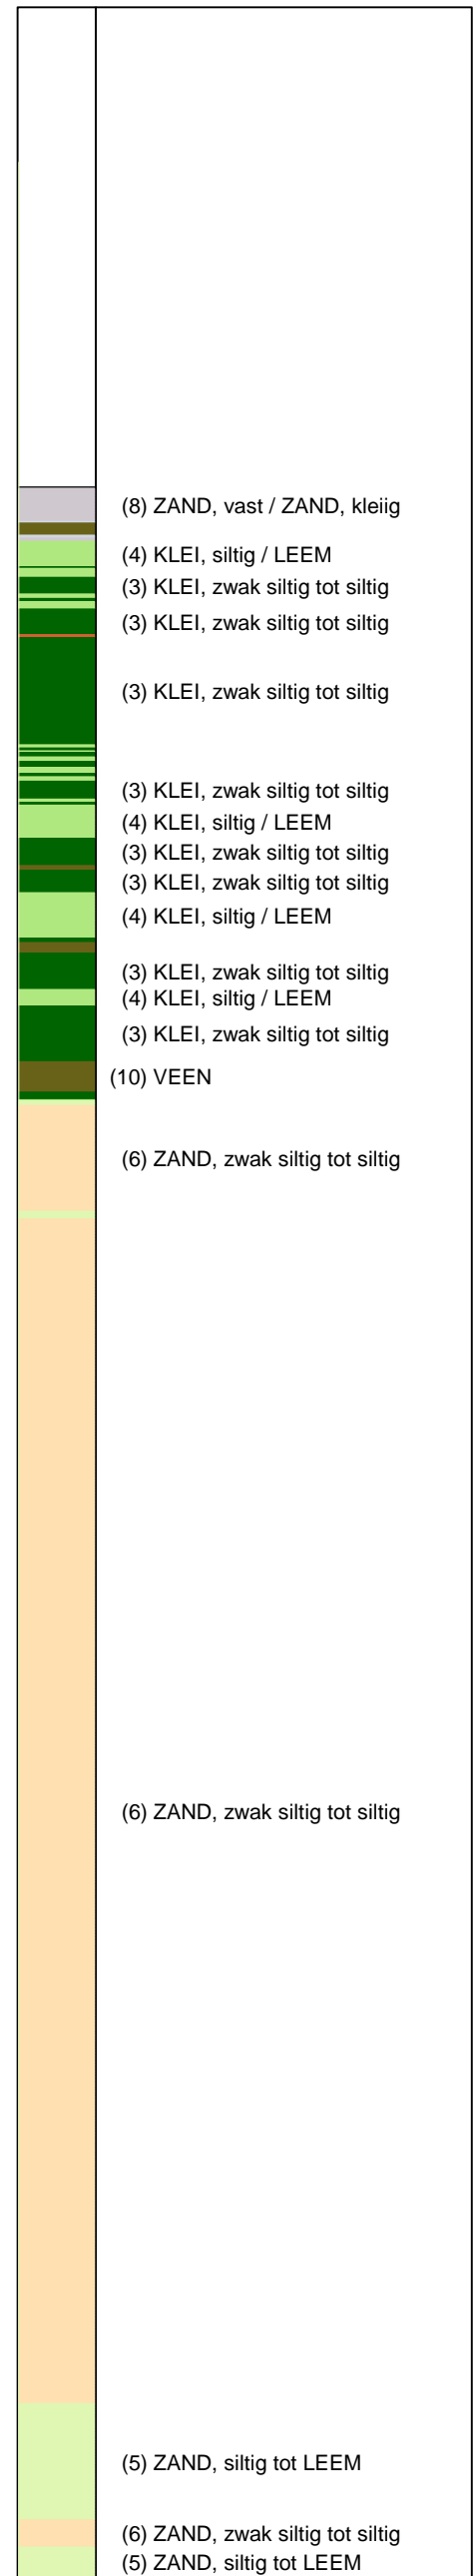 (8) ZAND, vast / ZAND, kleiig
(4) KLEI, siltig / LEEM
(3) KLEI, zwak siltig tot siltig
(3) KLEI, zwak siltig tot siltig
(3) KLEI, zwak siltig tot siltig
(3) KLEI, zwak siltig tot siltig
(4) KLEI, siltig / LEEM
(3) KLEI, zwak siltig tot siltig
(3) KLEI, zwak siltig tot siltig
(4) KLEI, siltig / LEEM
(3) KLEI, zwak siltig tot siltig
(4) KLEI, siltig / LEEM
(3) KLEI, zwak siltig tot siltig
(10) VEEN
(6) ZAND, zwak siltig tot siltig
(6) ZAND, zwak siltig tot siltig
(5) ZAND, siltig tot LEEM
(6) ZAND, zwak siltig tot siltig
(5) ZAND, siltig tot LEEM